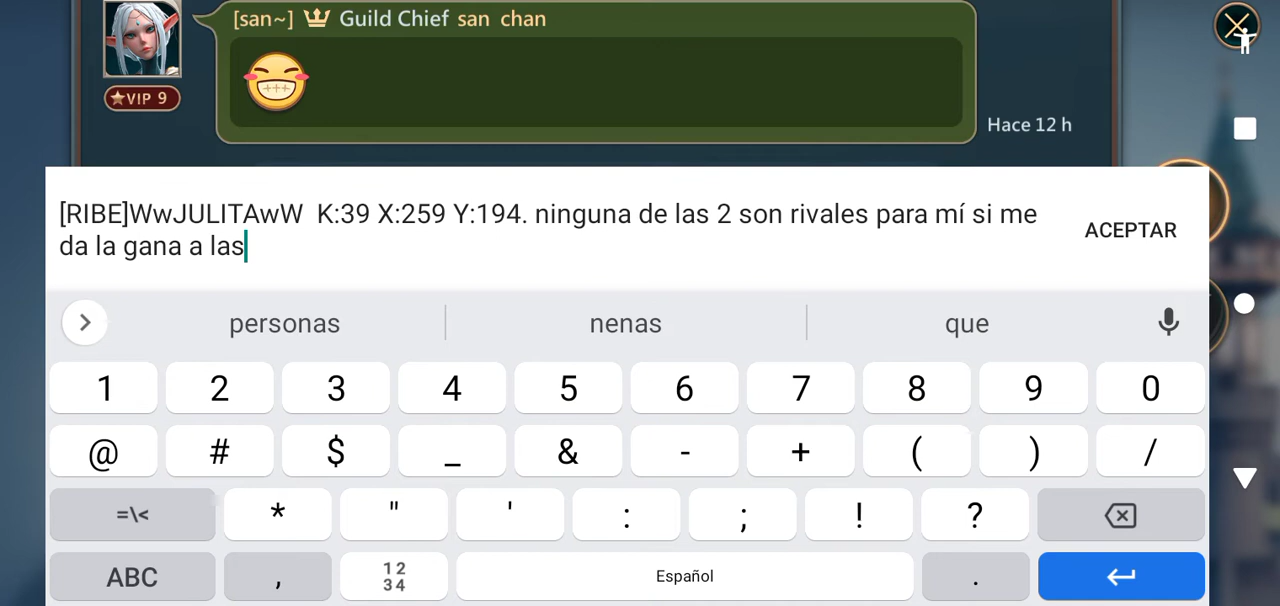 [san~] Guild Chief san chan
VIP 9
Hace 12 h
[RIBE]WwJULITAwW K:39 X:259 Y:194. ninguna de las 2 son rivales para mí si me
da la gana a las
ACEPTAR
personas nenas que
1 2 3 4 5 6 7 8 9 0
@ # $ _ & - + ( ) /
=\< * " ' : ; ! ?
ABC , 12 Español .
34